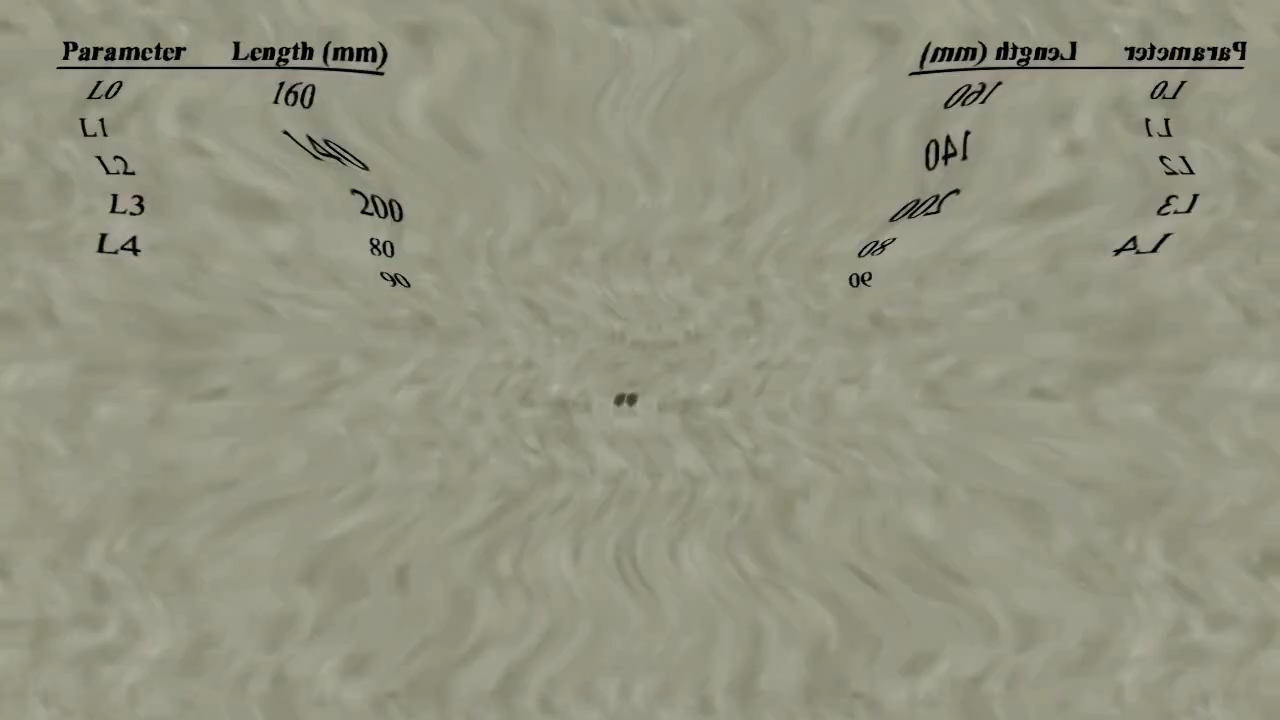 Parameter Length (mm) Length (mm) Parameter
L0 160 160 L0
L1 140 140 L1
L2 200 200 L2
L3 80 80 L3
L4 90 90 L4